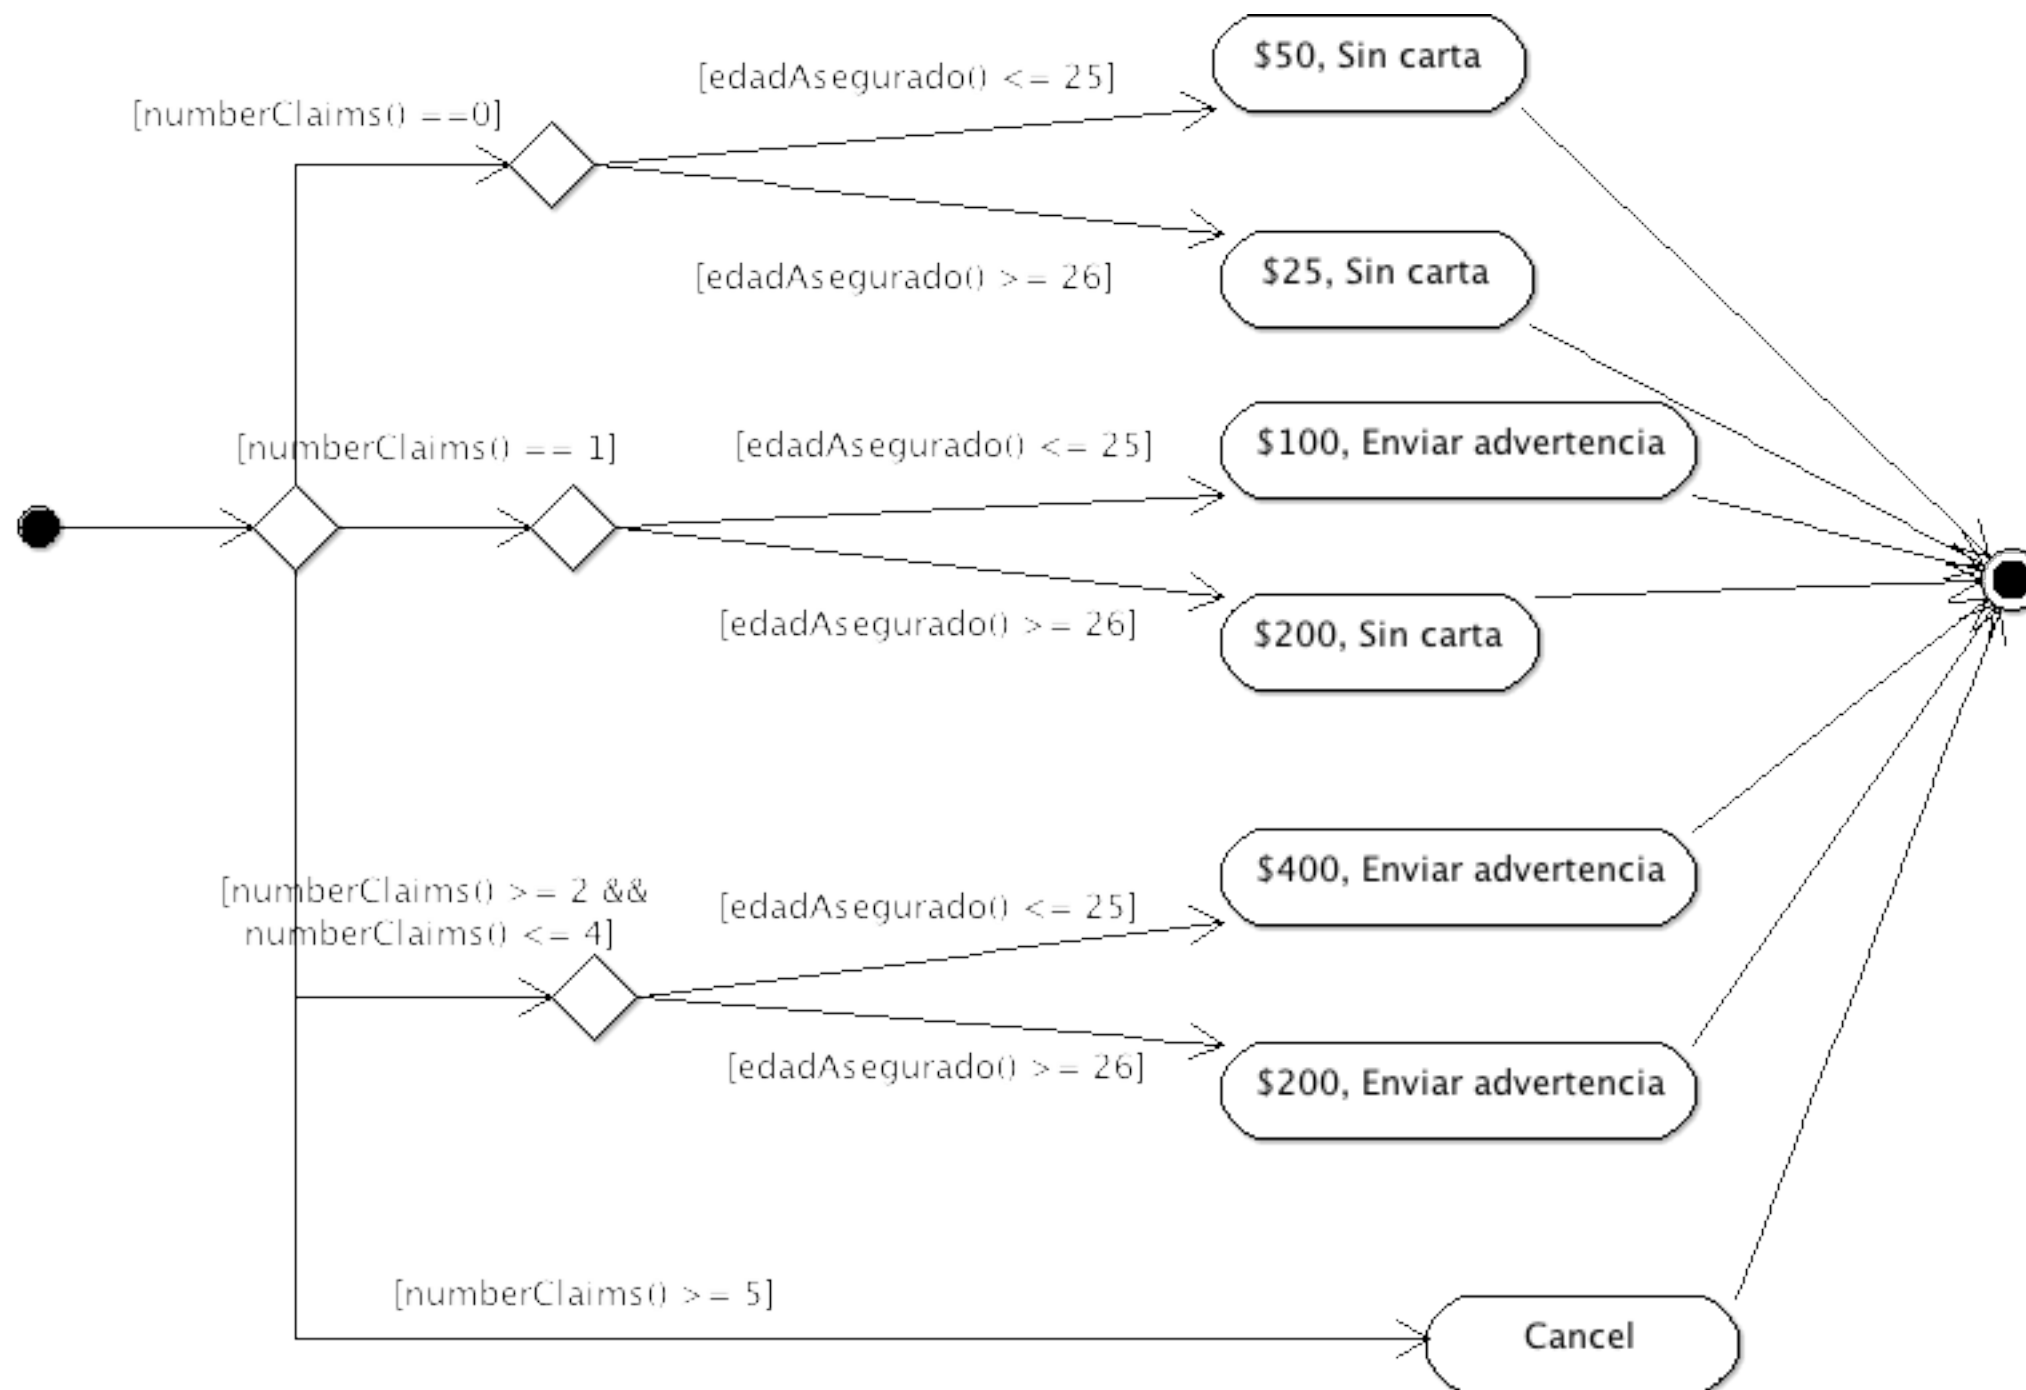 $50, Sin carta
[edadAsegurado() <= 25]
[numberClaims() ==0]
$25, Sin carta
[edadAsegurado() >= 26]
[numberClaims() == 1]
[edadAsegurado() <= 25]
$100, Enviar advertencia
[edadAsegurado() >= 26]
$200, Sin carta
[numberClaims() >= 2 &&
numberClaims() <= 4]
[edadAsegurado() <= 25]
$400, Enviar advertencia
[edadAsegurado() >= 26]
$200, Enviar advertencia
[numberClaims() >= 5]
Cancel